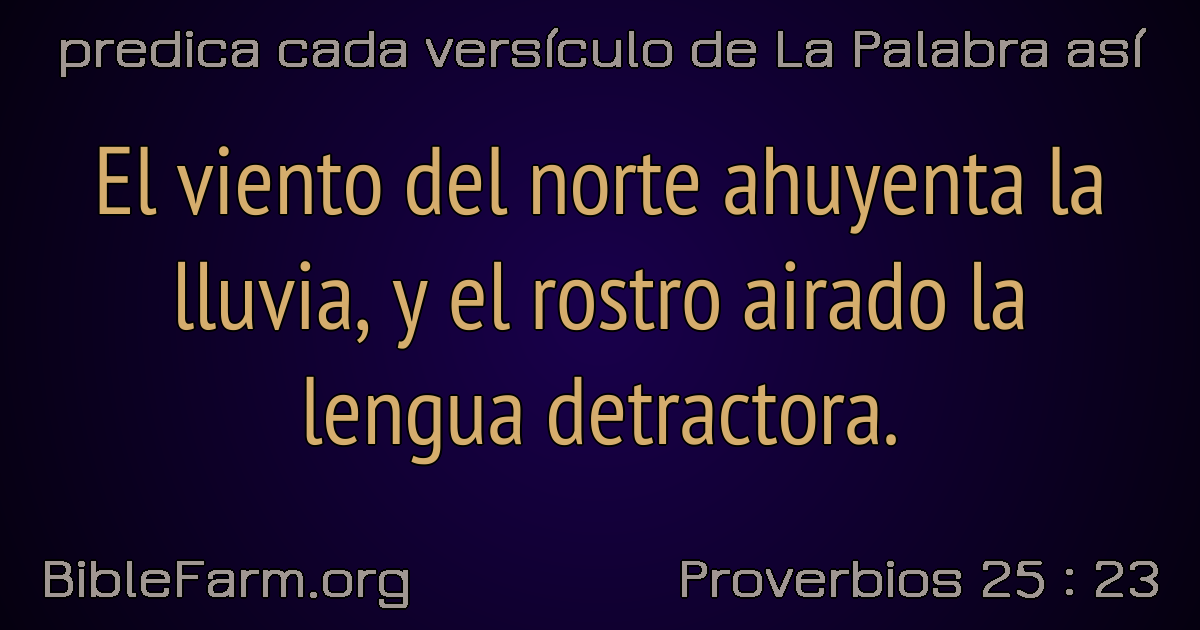 predica cada versículo de La Palabra así
El viento del norte ahuyenta la
lluvia, y el rostro airado la
lengua detractora.
BibleFarm.org
Proverbios 25 : 23